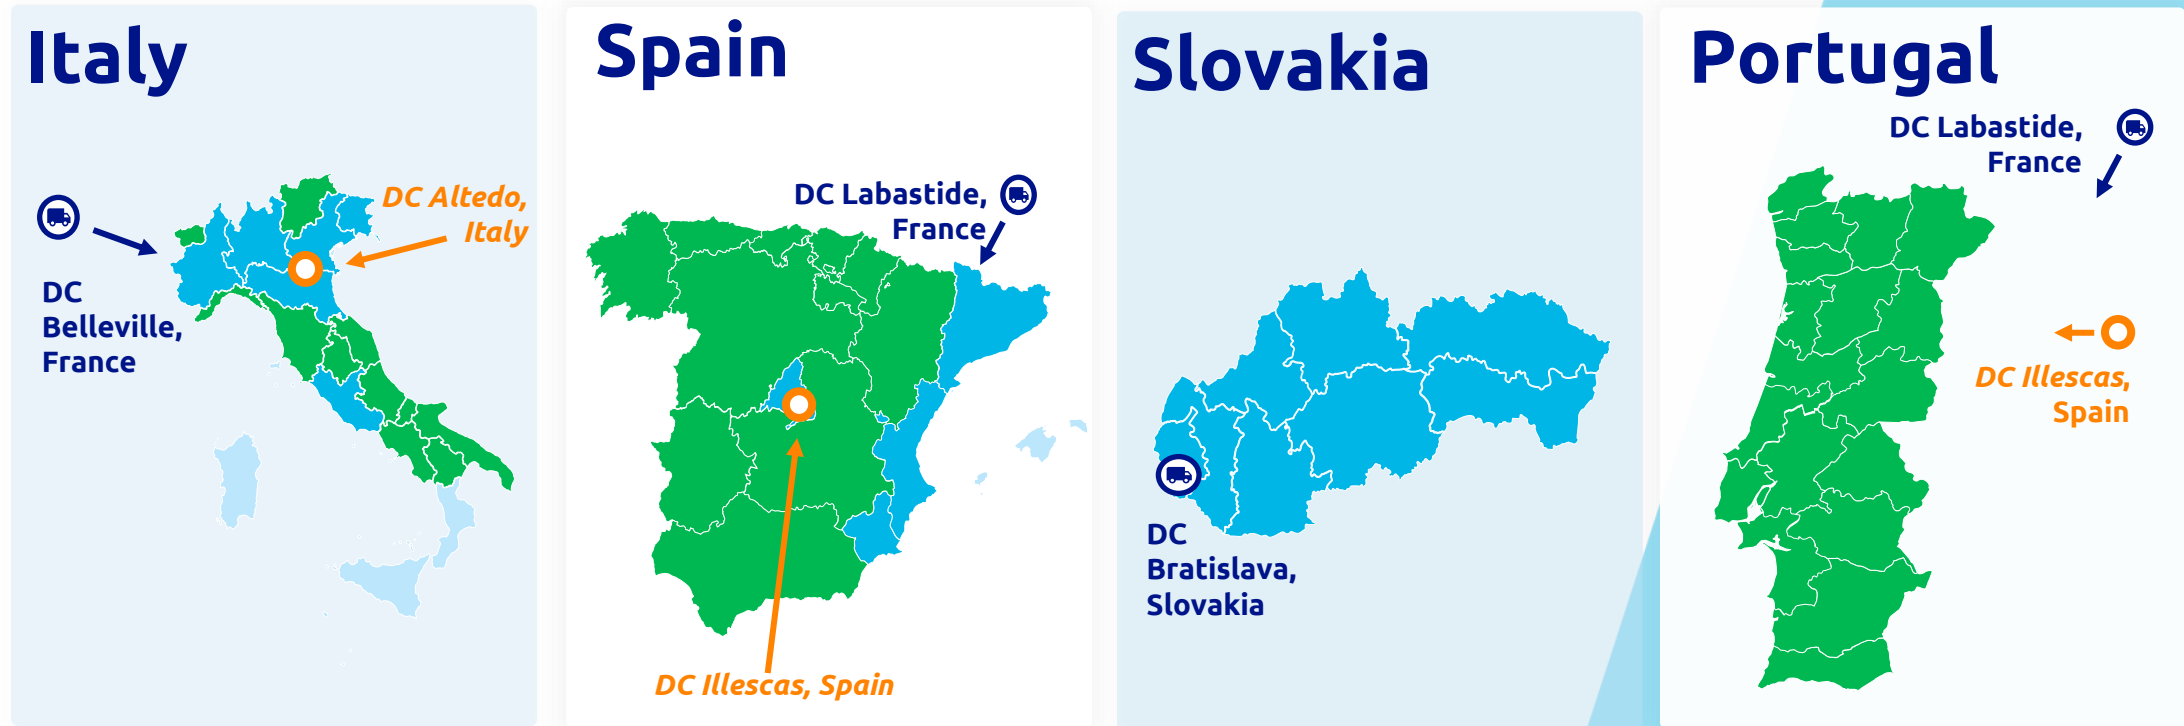 Italy
DC Altedo,
Italy
DC
Belleville,
France
Spain
DC Labastide,
France
DC Illescas, Spain
Slovakia
DC
Bratislava,
Slovakia
Portugal
DC Labastide,
France
DC Illescas,
Spain